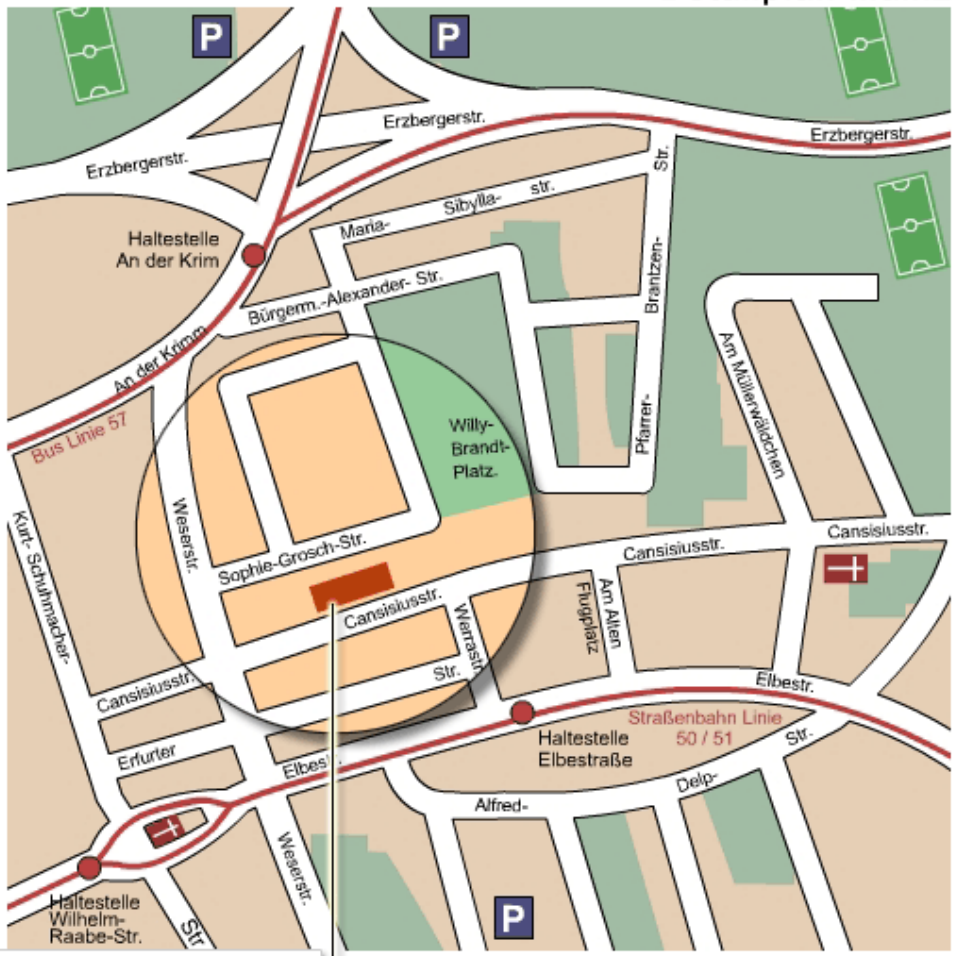 P
P
Erzbergerstr.
Erzbergerstr.
Erzbergerstr.
Str.
Maria-
Sibylla-
str.
Haltestelle
An der Krim
Brantzen-
Bürgerm.-Alexander- Str.
An der Krimm
Am Müllerwäldchen
Bus Linie 57
Pfarrer-
Willy-
Brandt-
Platz.
Weserstr.
Kurt- Schuhmacher-
Sophie-Grosch-Str.
Cansisiusstr.
Cansisiusstr.
Cansisiusstr.
Am Alten
Flugplatz
Warrastr.
Str.
Cansisiusstr.
Elbestr.
Straßenbahn Linie
50 / 51
Haltestelle
Elbestraße
Str.
Erfurter
Elbestr.
Delp-
Alfred-
Weserstr.
Haltestelle
Wilhelm-
Raabe-Str.
Str
P